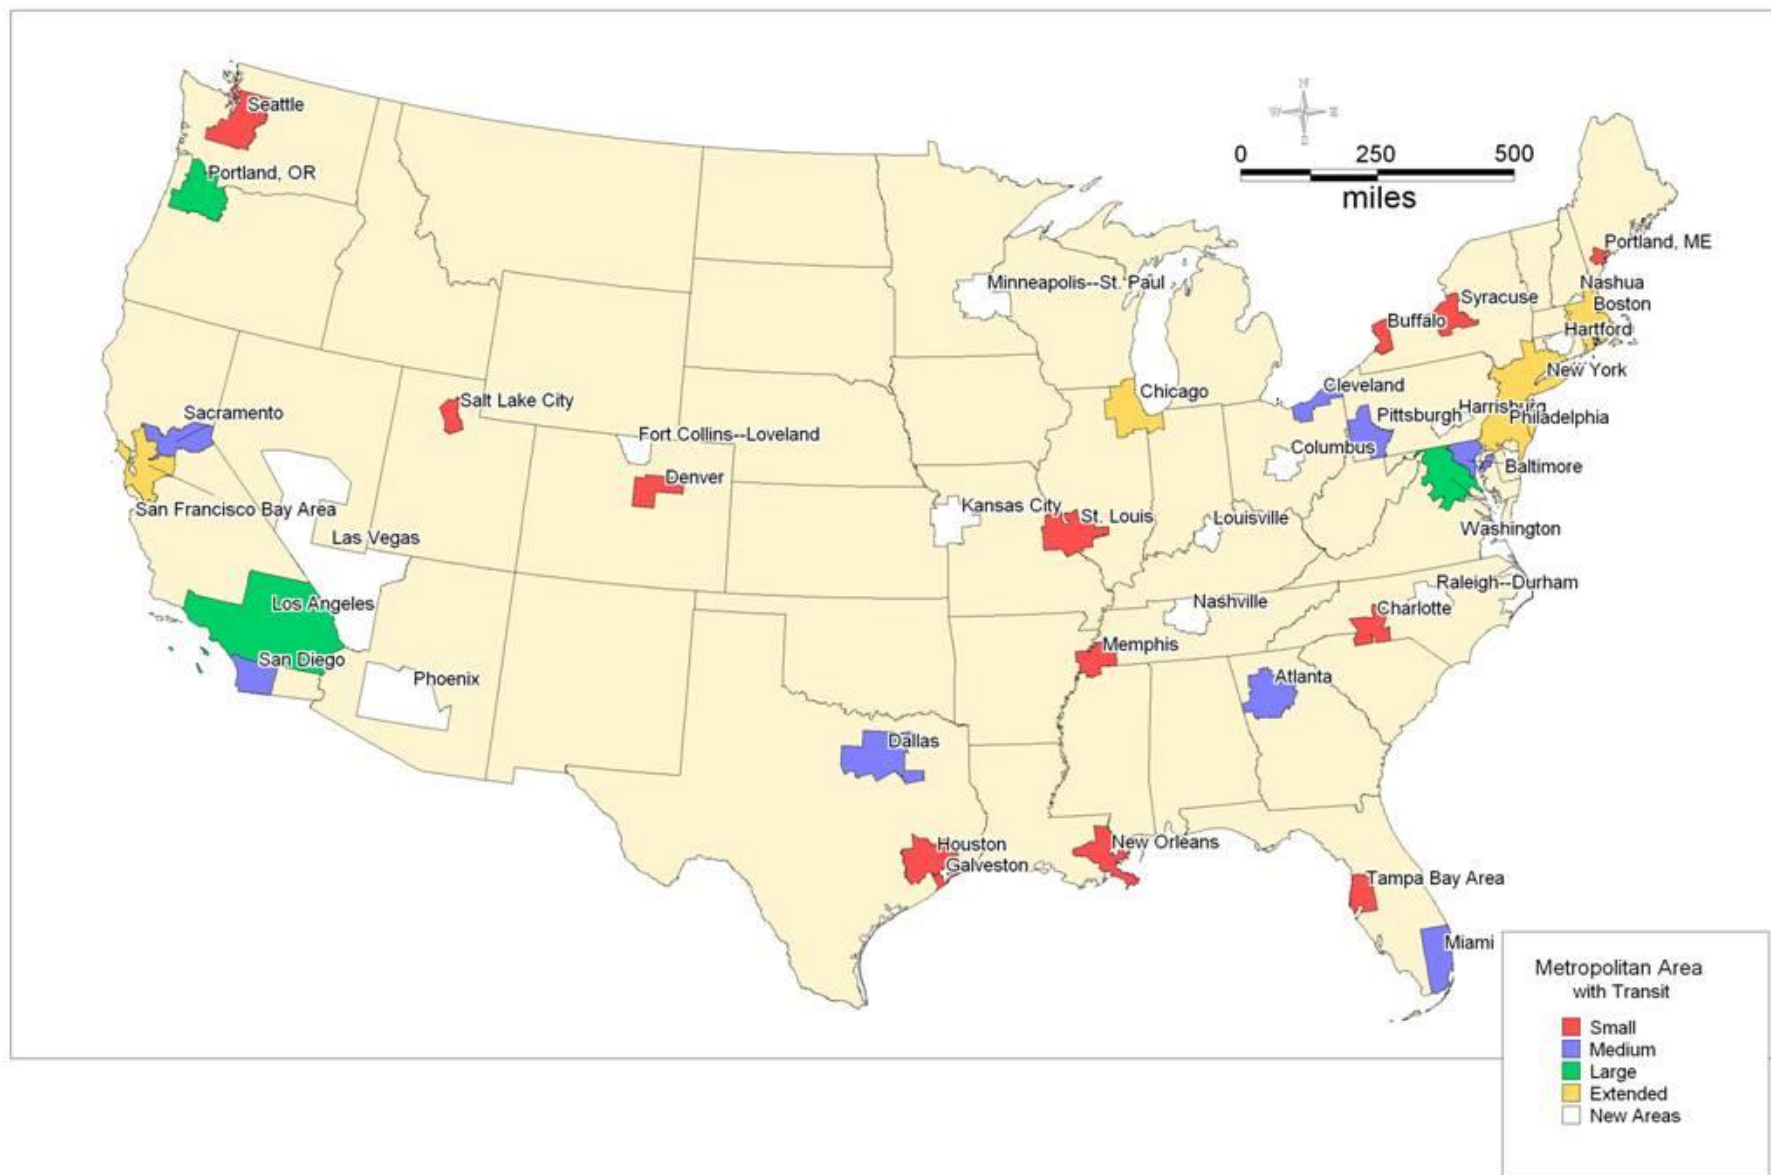 N
W E
S
0 250 500
miles
Seattle
Portland, OR
Portland, ME
Minneapolis--St. Paul
Nashua
Syracuse
Boston
Buffalo
Hartford
New York
Cleveland
Chicago
Salt Lake City
Harrisburg
Sacramento
Pittsburgh
Philadelphia
Fort Collins--Loveland
Columbus
Baltimore
Denver
Kansas City
San Francisco Bay Area
St. Louis
Louisville
Washington
Las Vegas
Raleigh--Durham
Los Angeles
Nashville
Charlotte
Memphis
San Diego
Phoenix
Atlanta
Dallas
Houston
New Orleans
Galveston
Tampa Bay Area
Miami
Metropolitan Area
with Transit
Small
Medium
Large
Extended
New Areas